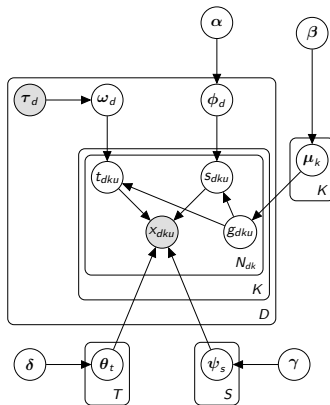 α
β
τ_d
ω_d
ϕ_d
μ_k
K
t_dku
s_dku
x_dku
g_dku
N_dk
K
D
δ
θ_t
ψ_s
γ
T
S